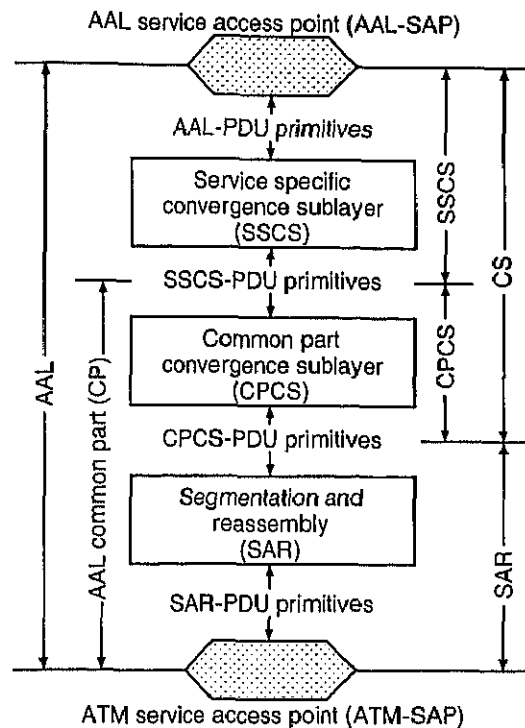 AAL service access point (AAL-SAP)
AAL-PDU primitives
Service specific
convergence sublayer
(SSCS)
SSCS-PDU primitives
Common part
convergence sublayer
(CPCS)
CPCS-PDU primitives
Segmentation and
reassembly
(SAR)
SAR-PDU primitives
ATM service access point (ATM-SAP)
AAL
AAL common part (CP)
SSCS
CPCS
CS
SAR